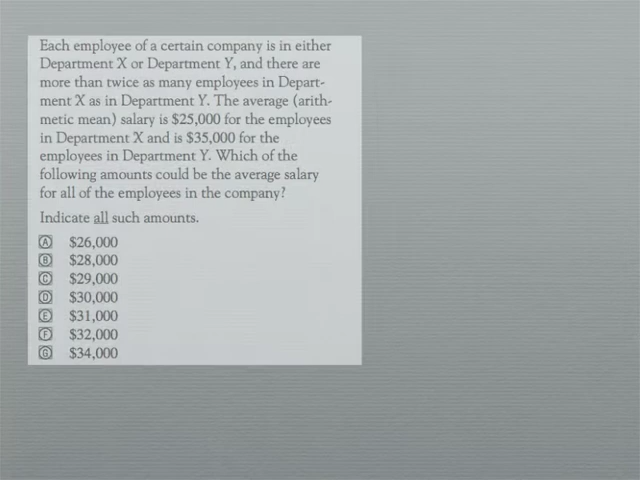 Each employee of a certain company is in either
Department X or Department Y, and there are
more than twice as many employees in Depart-
ment X as in Department Y. The average (arith-
metic mean) salary is $25,000 for the employees
in Department X and is $35,000 for the
employees in Department Y. Which of the
following amounts could be the average salary
for all of the employees in the company?
Indicate all such amounts.
A $26,000
B $28,000
C $29,000
D $30,000
E $31,000
F $32,000
G $34,000